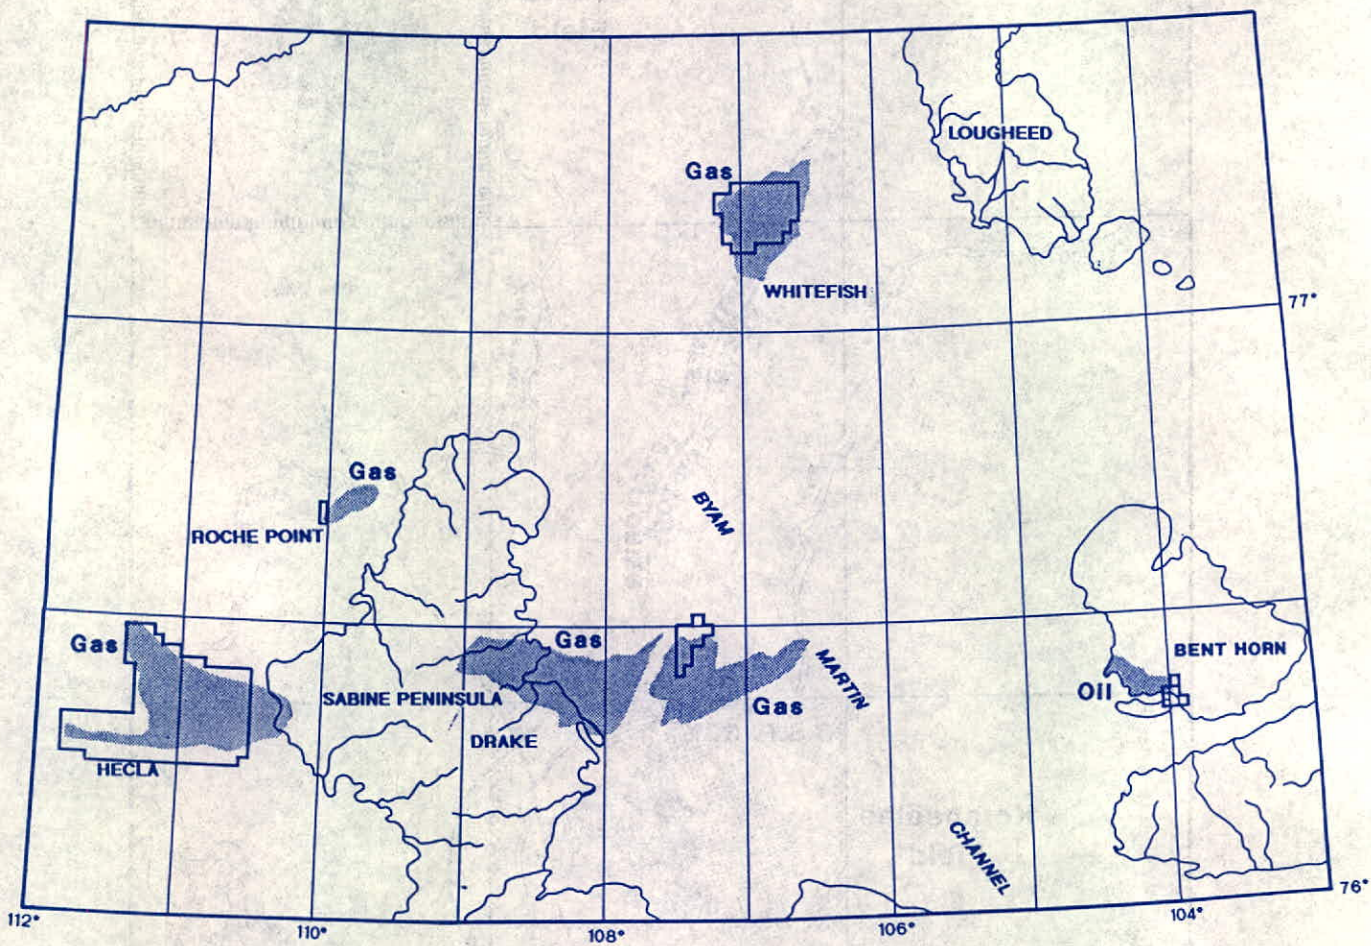 LOUGHEED
Gas
WHITEFISH
77°
Gas
ROCHE POINT
BYAM
Gas
Gas
BENT HORN
MARTIN
SABINE PENINSULA
Oil
Gas
DRAKE
HECLA
CHANNEL
76°
112°
110°
108°
106°
104°